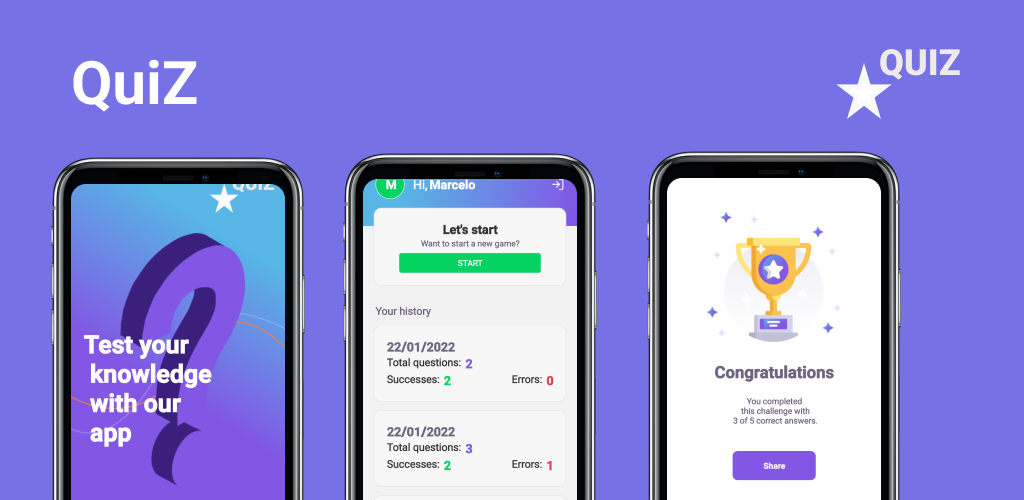 QuiZ
QUIZ
QUIZ
Test your
knowledge
with our
app
M
Hi, Marcelo
Let's start
Want to start a new game?
START
Your history
22/01/2022
Total questions: 2
Successes: 2 Errors: 0
22/01/2022
Total questions: 3
Successes: 2 Errors: 1
Congratulations
You completed
this challenge with
3 of 5 correct answers.
Share